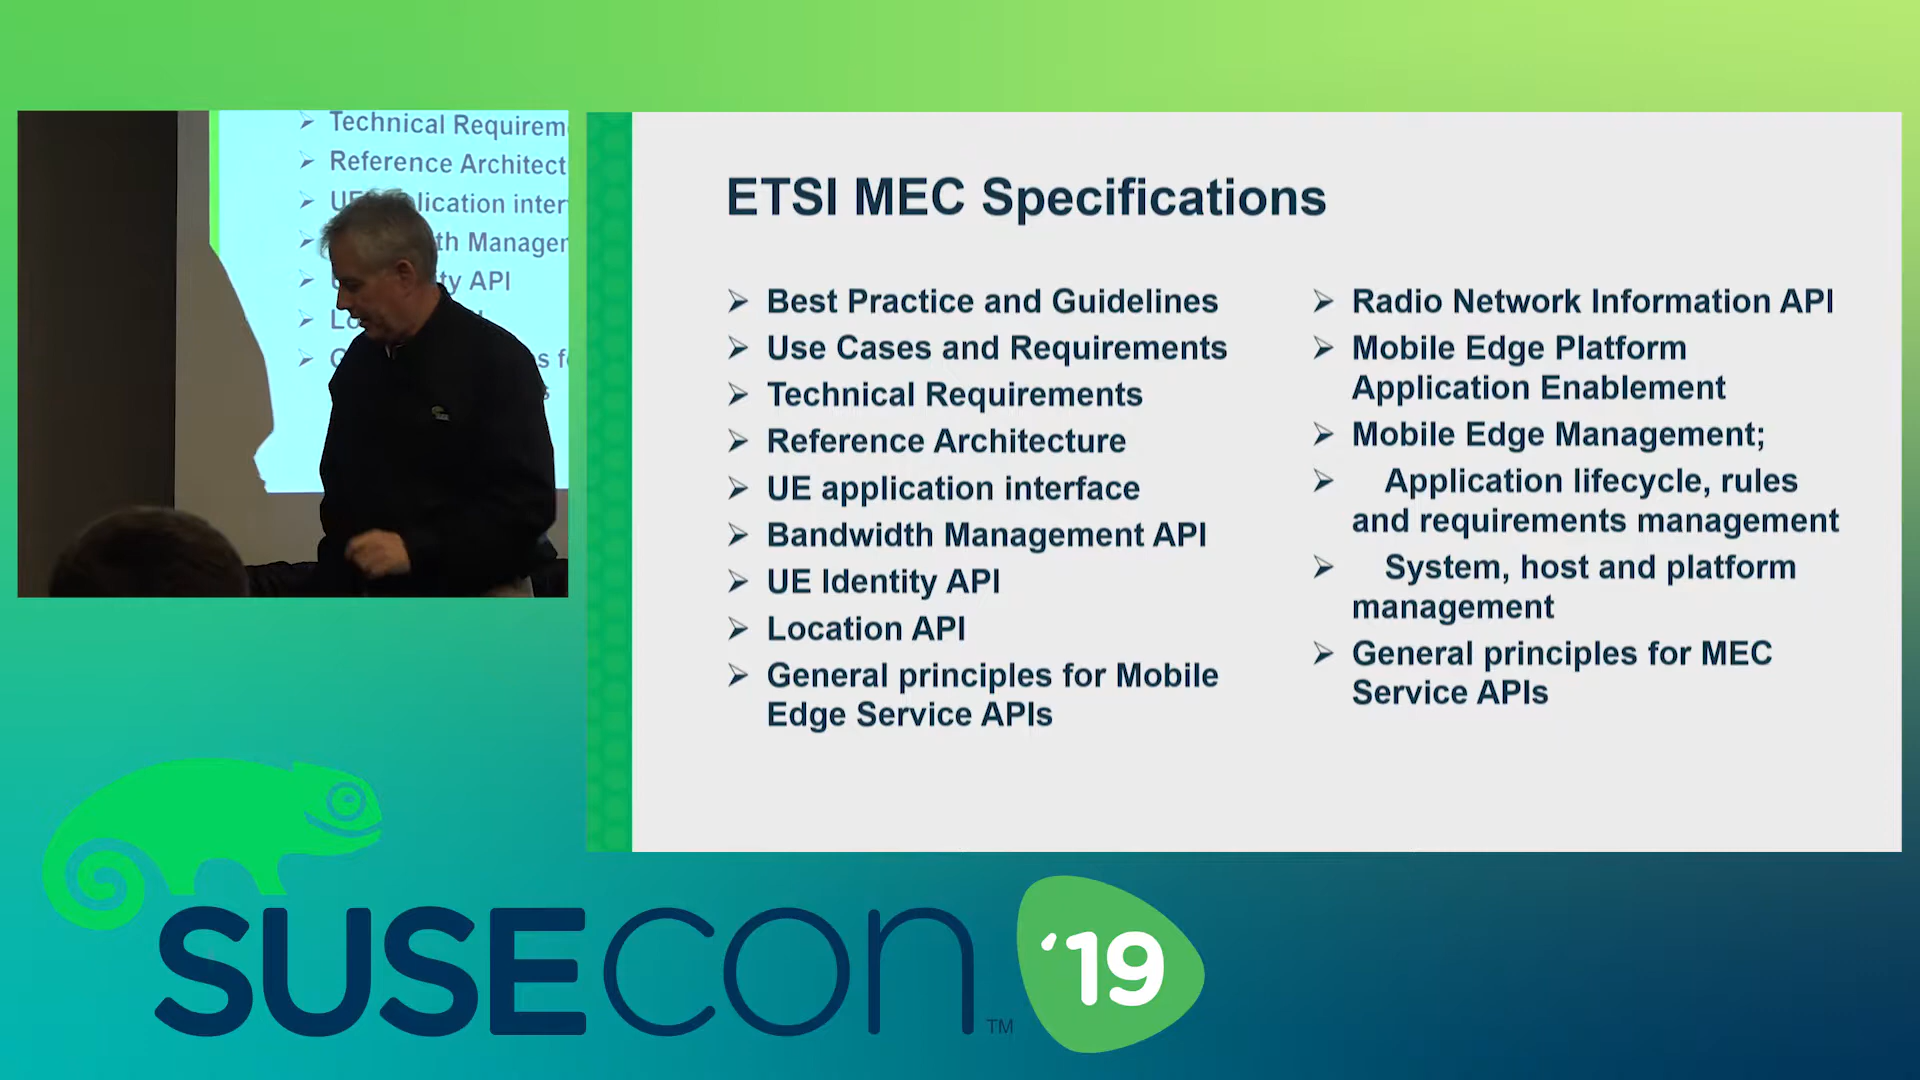 Technical Requirem
Reference Architect
lication inter
th Manager
ty API
ETSI MEC Specifications
Best Practice and Guidelines
Use Cases and Requirements
Technical Requirements
Reference Architecture
UE application interface
Bandwidth Management API
UE Identity API
Location API
General principles for Mobile
Edge Service APIs
Radio Network Information API
Mobile Edge Platform
Application Enablement
Mobile Edge Management;
Application lifecycle, rules
and requirements management
System, host and platform
management
General principles for MEC
Service APIs
SUSECON TM '19